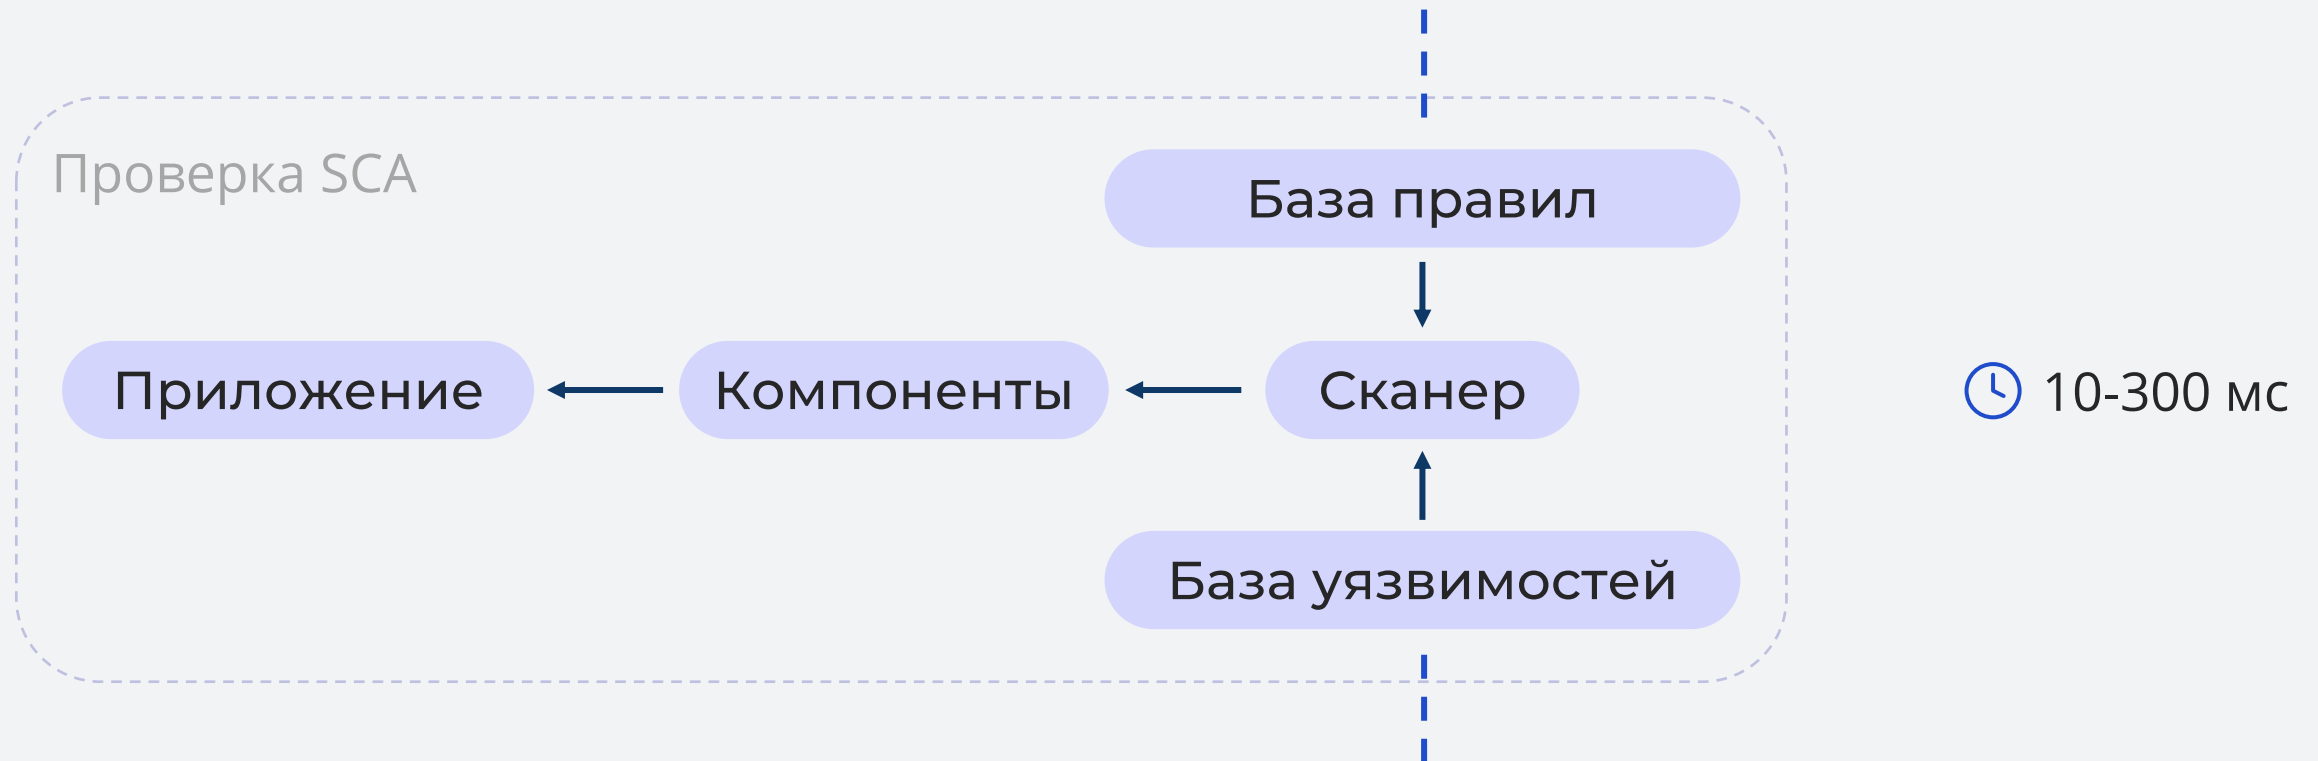 Проверка SCA
База правил
Приложение
Компоненты
Сканер
10-300 мс
База уязвимостей